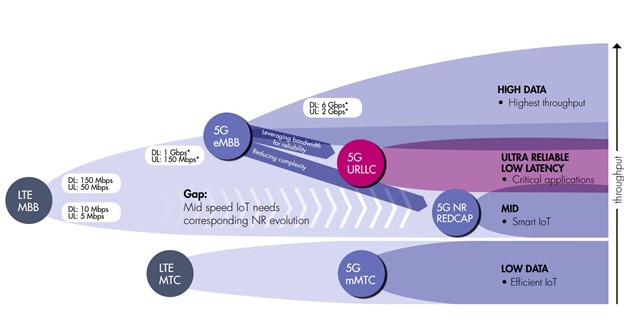 DL: 6 Gbps*
UL: 2 Gbps*
HIGH DATA
• Highest throughput
5G
eMBB
Leveraging bandwidth
for reliability
Reducing complexity
DL: 1 Gbps*
UL: 150 Mbps*
5G
URLLC
ULTRA RELIABLE
LOW LATENCY
• Critical applications
DL: 150 Mbps
UL: 50 Mbps
LTE
MBB
DL: 10 Mbps
UL: 5 Mbps
Gap:
Mid speed IoT needs
corresponding NR evolution
5G NR
REDCAP
MID
• Smart IoT
LTE
MTC
5G
mMTC
LOW DATA
• Efficient IoT
throughput